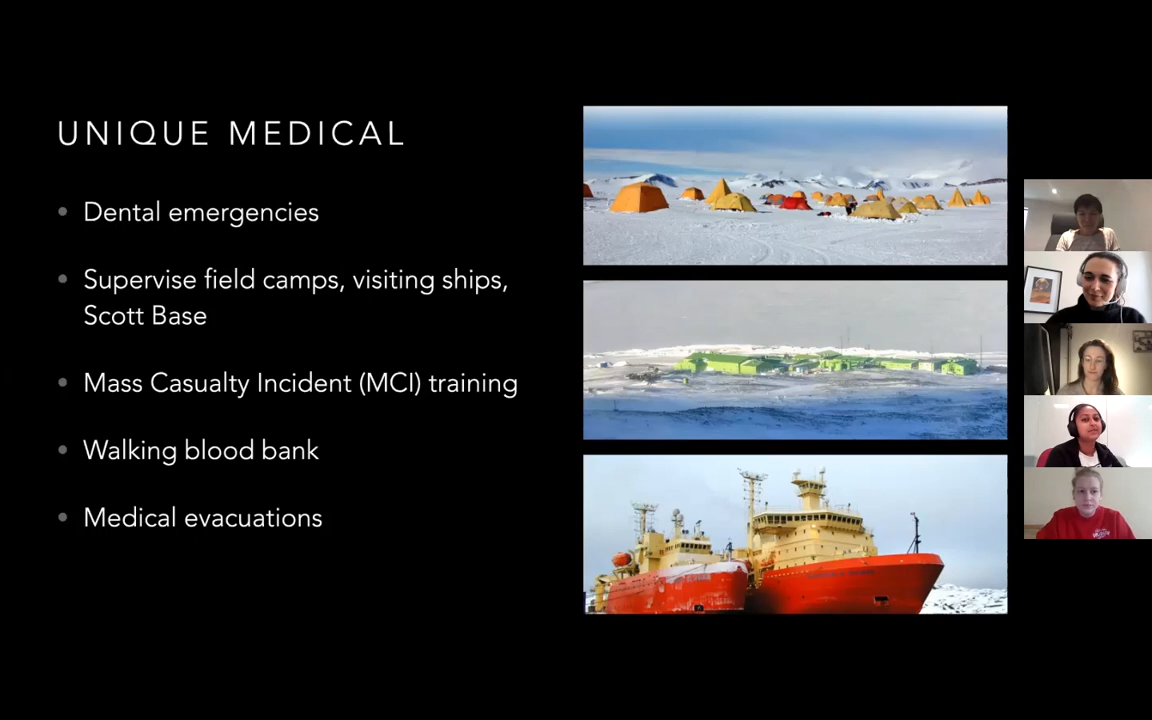 UNIQUE MEDICAL
Dental emergencies
Supervise field camps, visiting ships,
Scott Base
Mass Casualty Incident (MCI) training
Walking blood bank
Medical evacuations